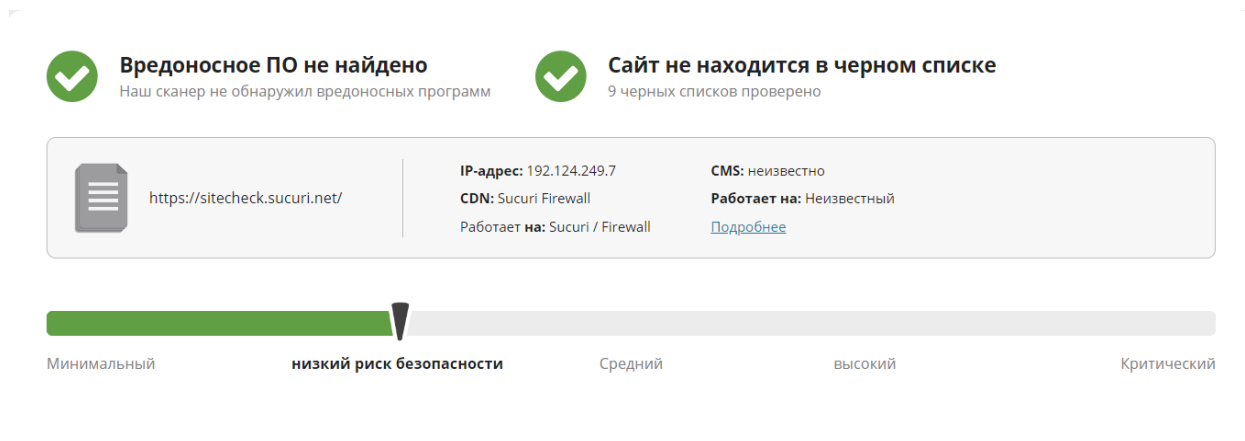 Вредоносное ПО не найдено
Наш сканер не обнаружил вредоносных программ
Сайт не находится в черном списке
9 черных списков проверено
https://sitecheck.sucuri.net/
IP-адрес: 192.124.249.7
CDN: Sucuri Firewall
Работает на: Sucuri / Firewall
CMS: неизвестно
Работает на: Неизвестный
Подробнее
Минимальный
низкий риск безопасности
Средний
высокий
Критический